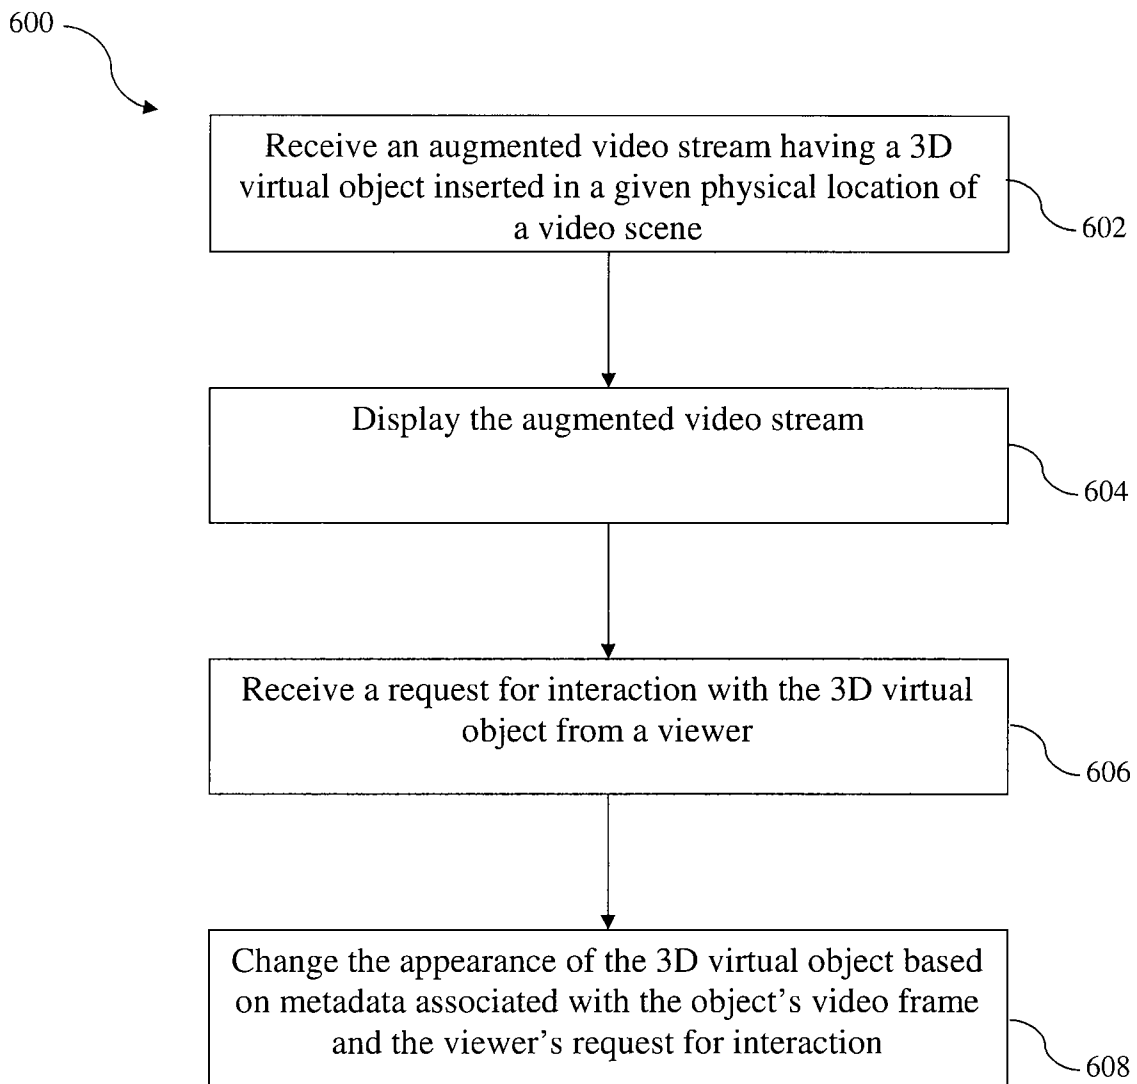 600
Receive an augmented video stream having a 3D
virtual object inserted in a given physical location of
a video scene
602
Display the augmented video stream
604
Receive a request for interaction with the 3D virtual
object from a viewer
606
Change the appearance of the 3D virtual object based
on metadata associated with the object's video frame
and the viewer's request for interaction
608